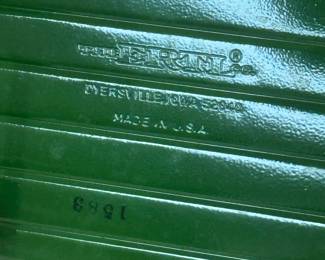 THE ERTL® CO.
DYERSVILLE, IOWA 52040
MADE IN U.S.A.
1583